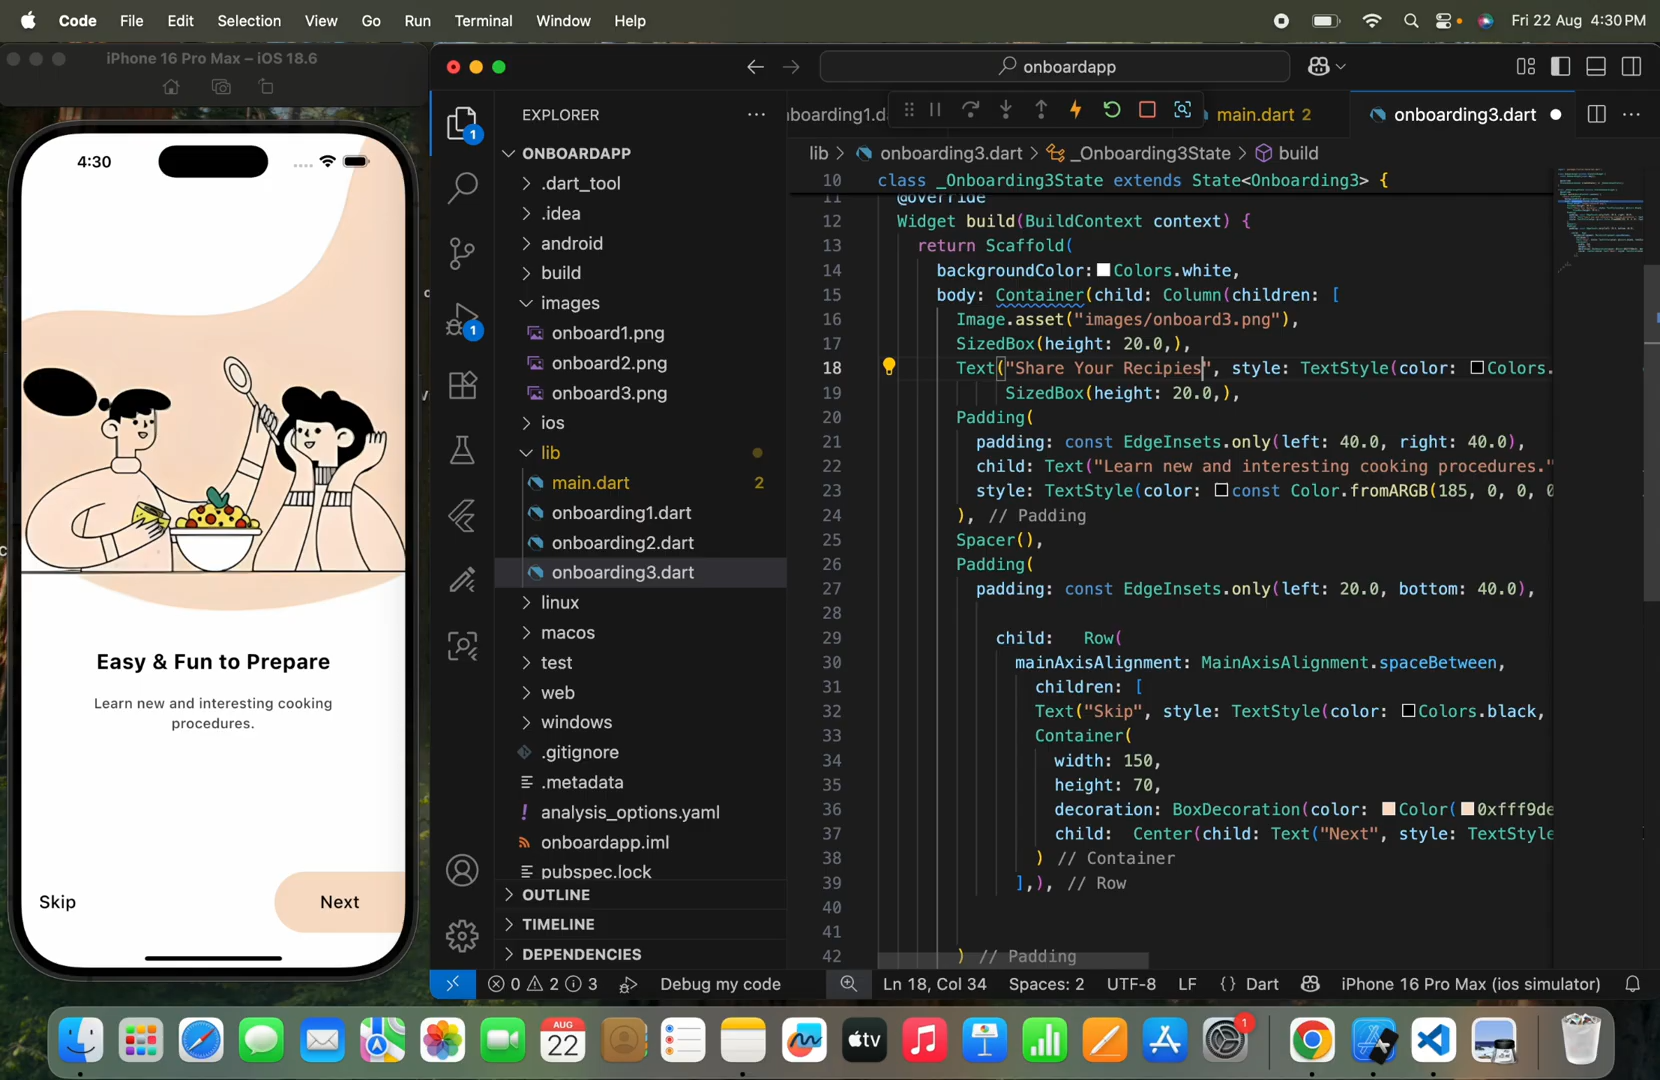 Code File Edit Selection View Go Run Terminal Window Help Fri 22 Aug 4:30 PM
iPhone 16 Pro Max – iOS 18.6
4:30
Easy & Fun to Prepare
Learn new and interesting cooking
procedures.
Skip Next
onboardapp
EXPLORER
ONBOARDAPP
.dart_tool
.idea
android
build
images
onboard1.png
onboard2.png
onboard3.png
ios
lib
main.dart 2
onboarding1.dart
onboarding2.dart
onboarding3.dart
linux
macos
test
web
windows
.gitignore
.metadata
analysis_options.yaml
onboardapp.iml
pubspec.lock
OUTLINE
TIMELINE
DEPENDENCIES
1
1
main.dart 2 onboarding3.dart
lib > onboarding3.dart > _Onboarding3State > build
10 class _Onboarding3State extends State<Onboarding3> {
11 @override
12 Widget build(BuildContext context) {
13 return Scaffold(
14 backgroundColor: Colors.white,
15 body: Container(child: Column(children: [
16 Image.asset("images/onboard3.png"),
17 SizedBox(height: 20.0,),
18 Text("Share Your Recipies", style: TextStyle(color: Colors.
19 SizedBox(height: 20.0,),
20 Padding(
21 padding: const EdgeInsets.only(left: 40.0, right: 40.0),
22 child: Text("Learn new and interesting cooking procedures."
23 style: TextStyle(color: const Color.fromARGB(185, 0, 0, 0
24 ), // Padding
25 Spacer(),
26 Padding(
27 padding: const EdgeInsets.only(left: 20.0, bottom: 40.0),
28
29 child: Row(
30 mainAxisAlignment: MainAxisAlignment.spaceBetween,
31 children: [
32 Text("Skip", style: TextStyle(color: Colors.black,
33 Container(
34 width: 150,
35 height: 70,
36 decoration: BoxDecoration(color: Color(0xfff9de
37 child: Center(child: Text("Next", style: TextStyle
38 ) // Container
39 ],), // Row
40
41
42 ) // Padding
0 2 3 Debug my code Ln 18, Col 34 Spaces: 2 UTF-8 LF {} Dart iPhone 16 Pro Max (ios simulator)
AUG
22
tv
1